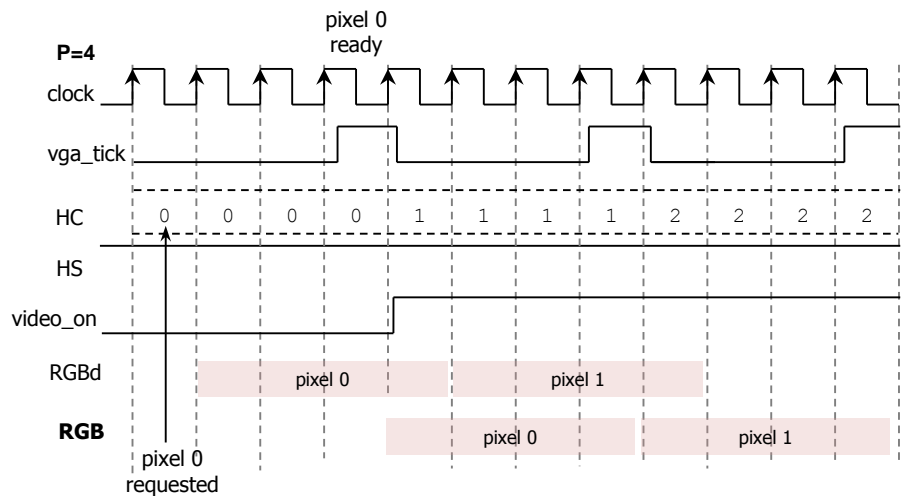 pixel 0
ready
P=4
clock
vga_tick
HC 0 0 0 0 1 1 1 1 2 2 2 2
HS
video_on
RGBd pixel 0 pixel 1
RGB pixel 0 pixel 1
pixel 0
requested